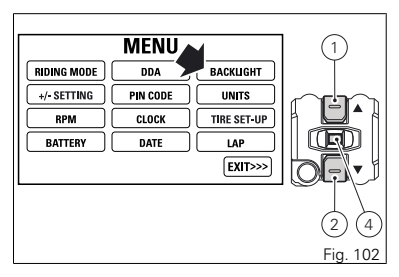 MENU
RIDING MODE DDA BACKLIGHT
+/- SETTING PIN CODE UNITS
RPM CLOCK TIRE SET-UP
BATTERY DATE LAP
EXIT>>>
1
2 4
Fig. 102